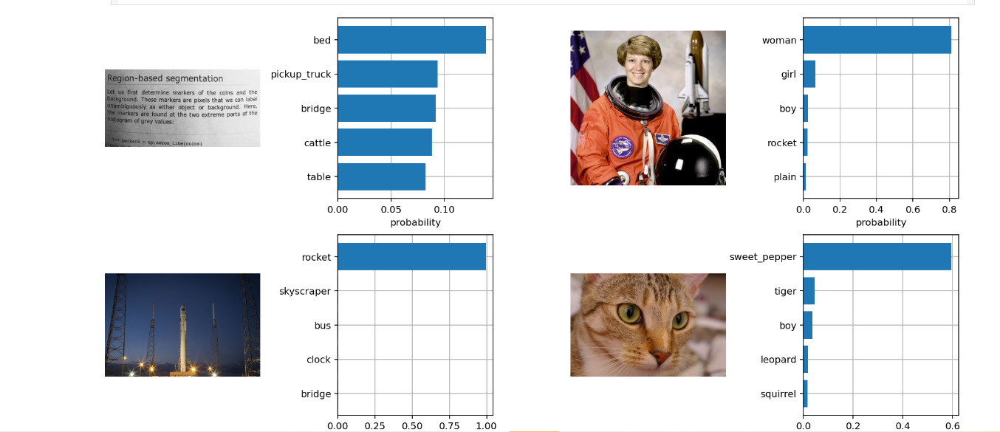 bed
pickup_truck
bridge
cattle
table
0.00 0.05 0.10
probability
Region-based segmentation
Let us first determine markers of the coins and the
background. These markers are pixels that we can label
unambiguously as either object or background. Here,
the markers are found at the two extreme parts of the
histogram of grey values:
>>> markers = np.zeros_like(coins)
woman
girl
boy
rocket
plain
0.0 0.2 0.4 0.6 0.8
probability
rocket
skyscraper
bus
clock
bridge
0.00 0.25 0.50 0.75 1.00
sweet_pepper
tiger
boy
leopard
squirrel
0.0 0.2 0.4 0.6